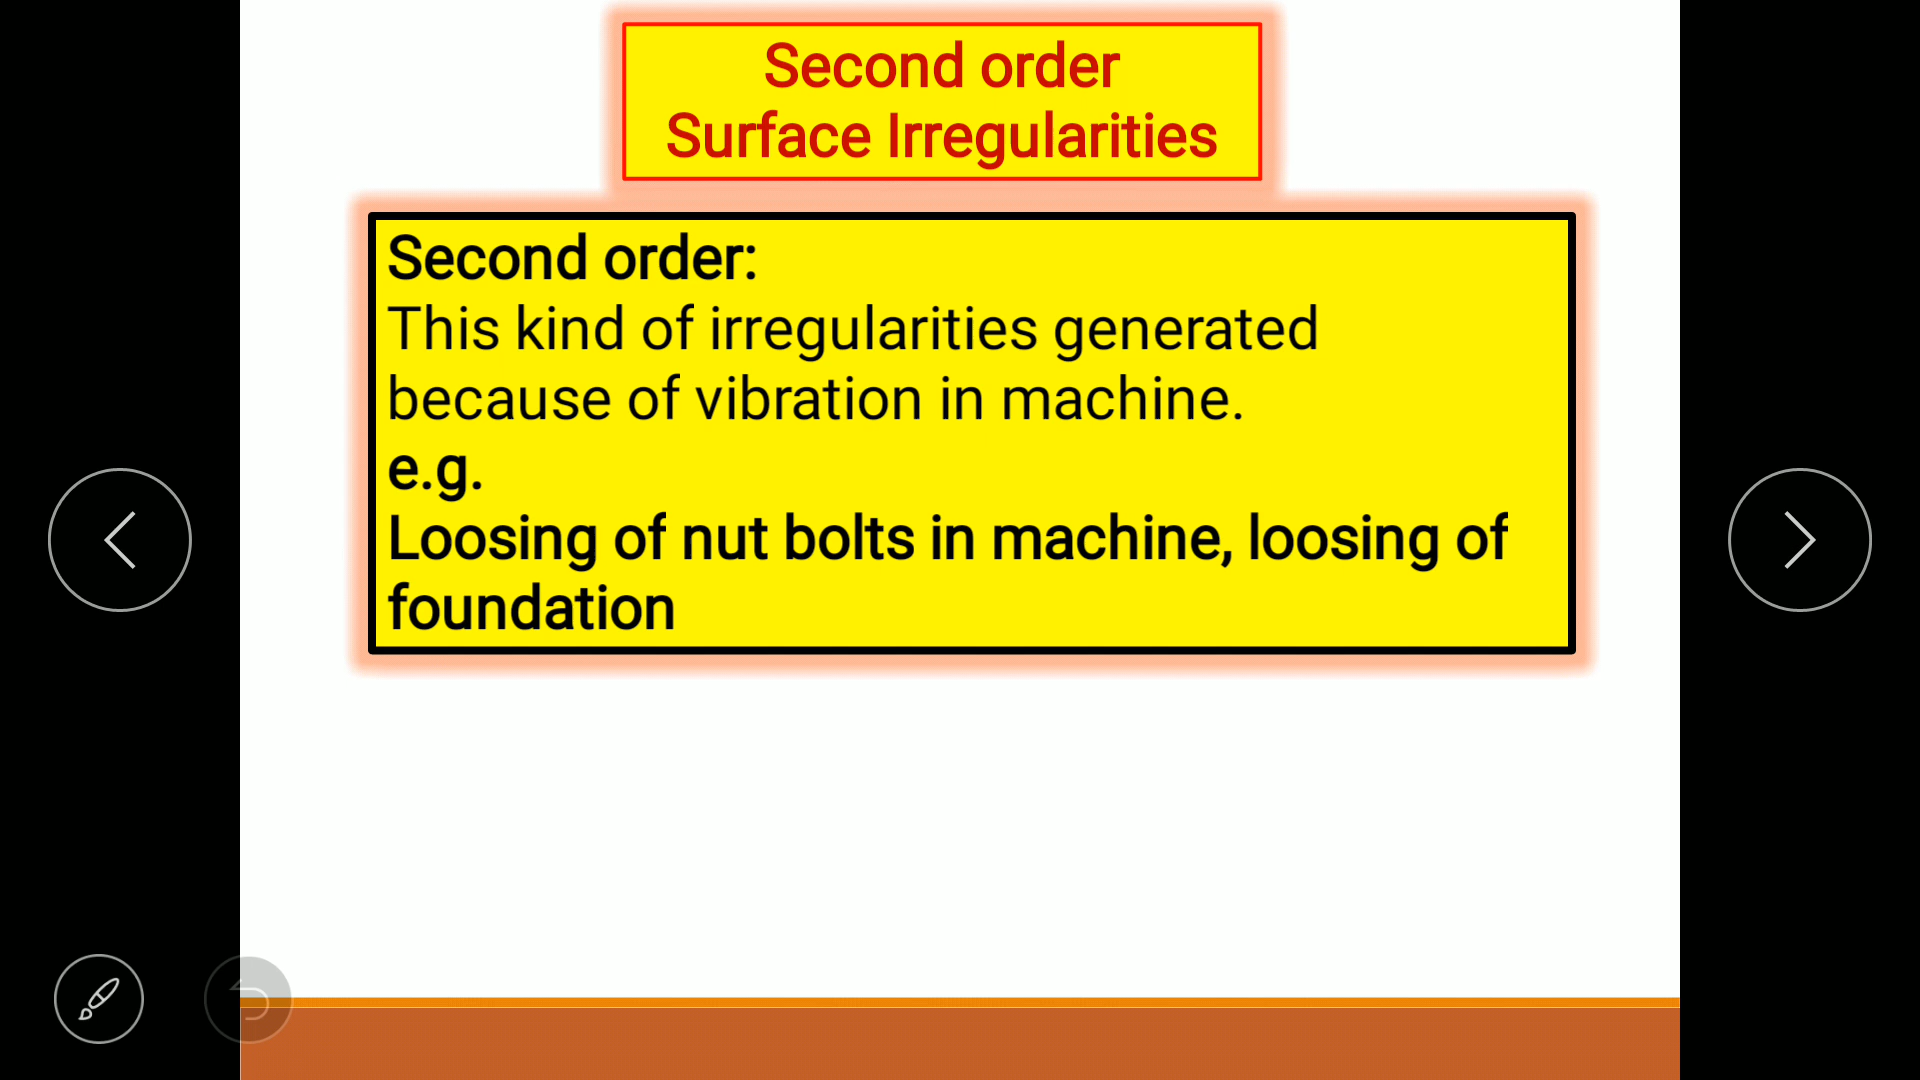 Second order
Surface Irregularities
Second order:
This kind of irregularities generated
because of vibration in machine.
e.g.
Loosing of nut bolts in machine, loosing of
foundation